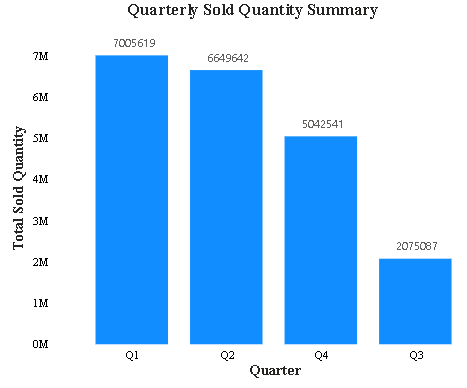 Quarterly Sold Quantity Summary
7005619
6649642
5042541
2075087
7M
6M
5M
4M
3M
2M
1M
0M
Total Sold Quantity
Q1
Q2
Q4
Q3
Quarter